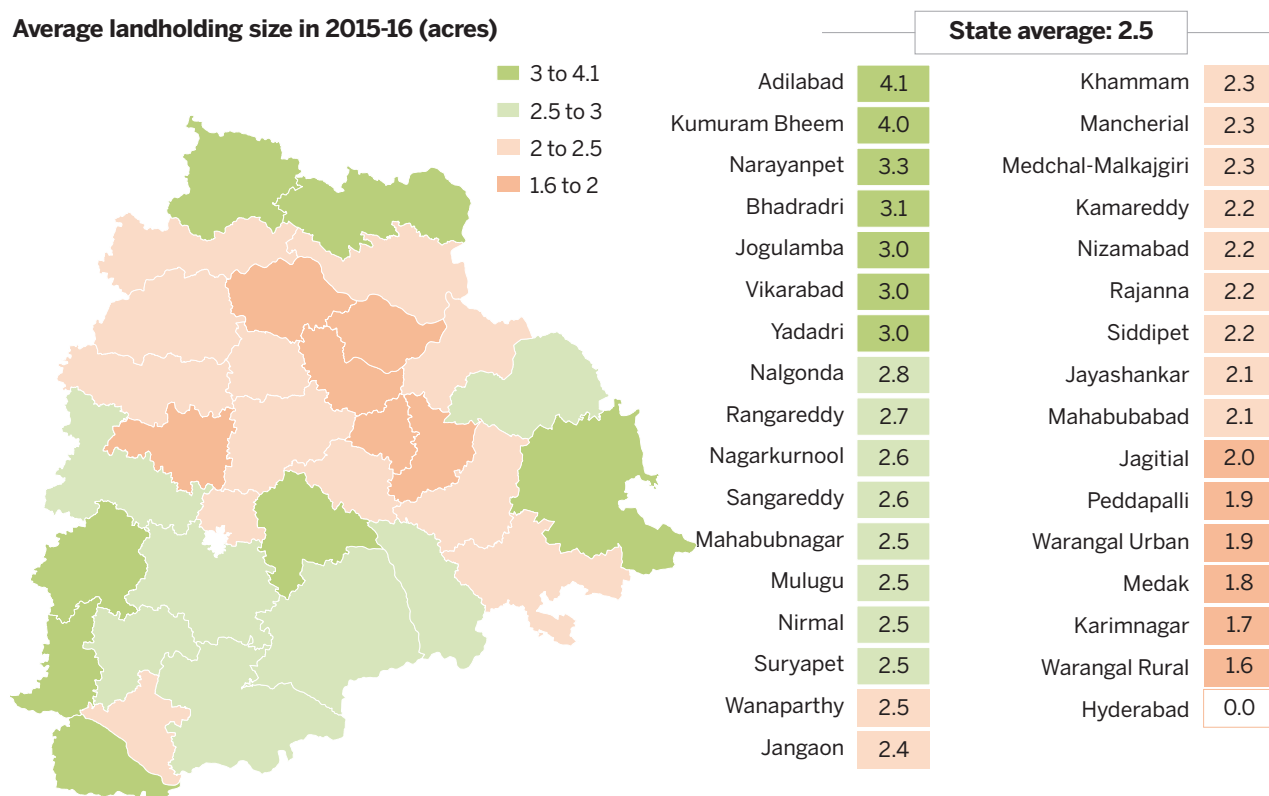 Average landholding size in 2015-16 (acres)
State average: 2.5
3 to 4.1
2.5 to 3
2 to 2.5
1.6 to 2
Adilabad 4.1
Kumuram Bheem 4.0
Narayanpet 3.3
Bhadradri 3.1
Jogulamba 3.0
Vikarabad 3.0
Yadadri 3.0
Nalgonda 2.8
Rangareddy 2.7
Nagarkurnool 2.6
Sangareddy 2.6
Mahabubnagar 2.5
Mulugu 2.5
Nirmal 2.5
Suryapet 2.5
Wanaparthy 2.5
Jangaon 2.4
Khammam 2.3
Mancherial 2.3
Medchal-Malkajgiri 2.3
Kamareddy 2.2
Nizamabad 2.2
Rajanna 2.2
Siddipet 2.2
Jayashankar 2.1
Mahabubabad 2.1
Jagitial 2.0
Peddapalli 1.9
Warangal Urban 1.9
Medak 1.8
Karimnagar 1.7
Warangal Rural 1.6
Hyderabad 0.0